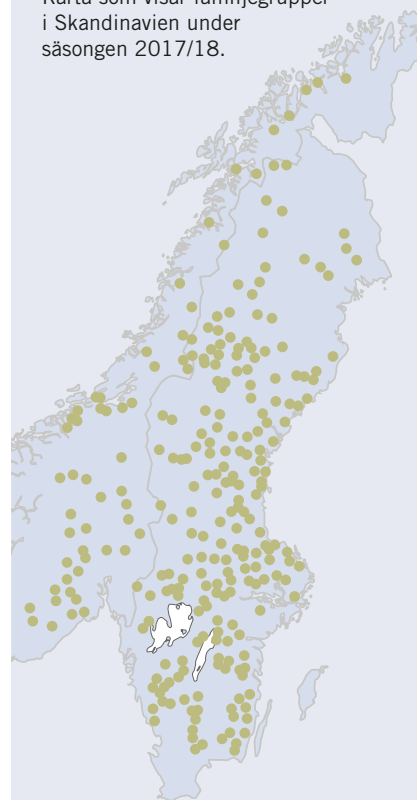 Karta som visar familjegrupper
i Skandinavien under
säsongen 2017/18.